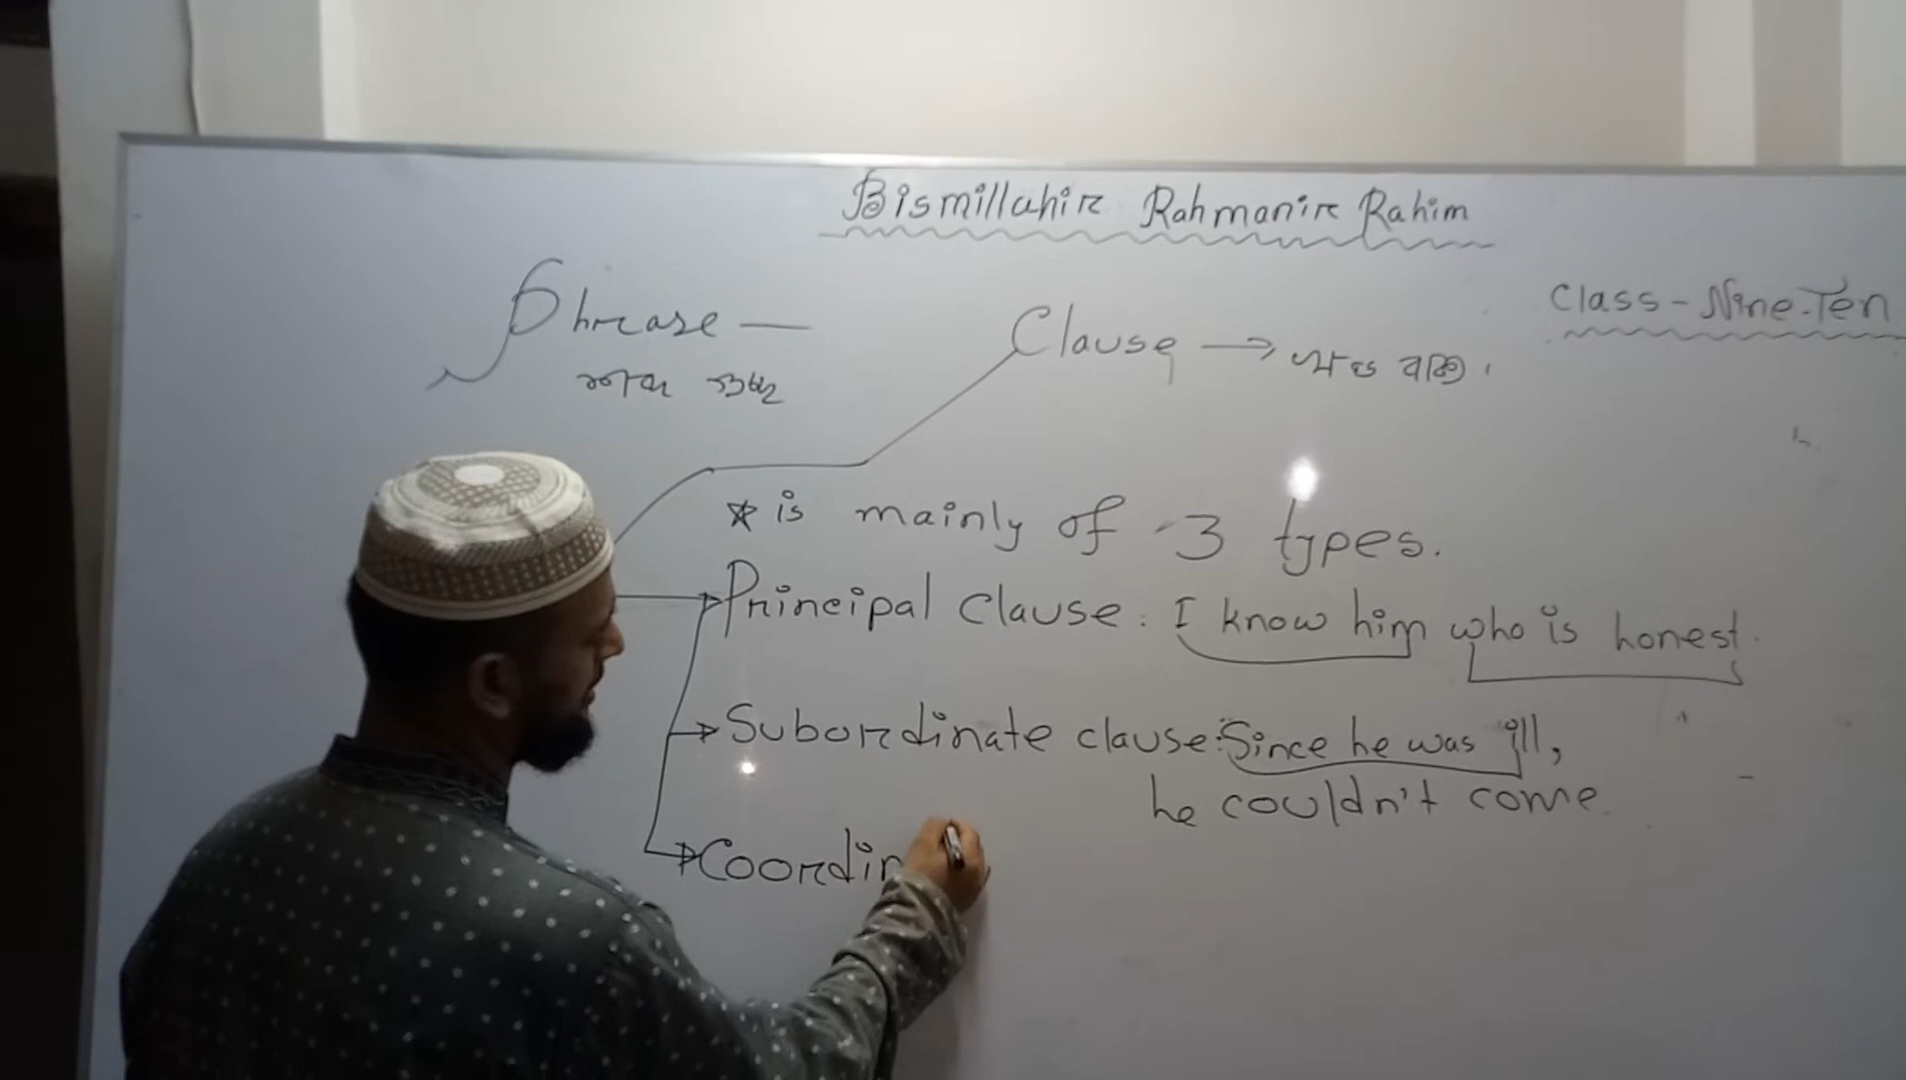 Bismillahir Rahmanir Rahim
Class - Nine-Ten
Phrase —
Clause →
* is mainly of 3 types.
Principal Clause : I know him who is honest.
Subordinate clause: Since he was ill,
he couldn't come
Coordin